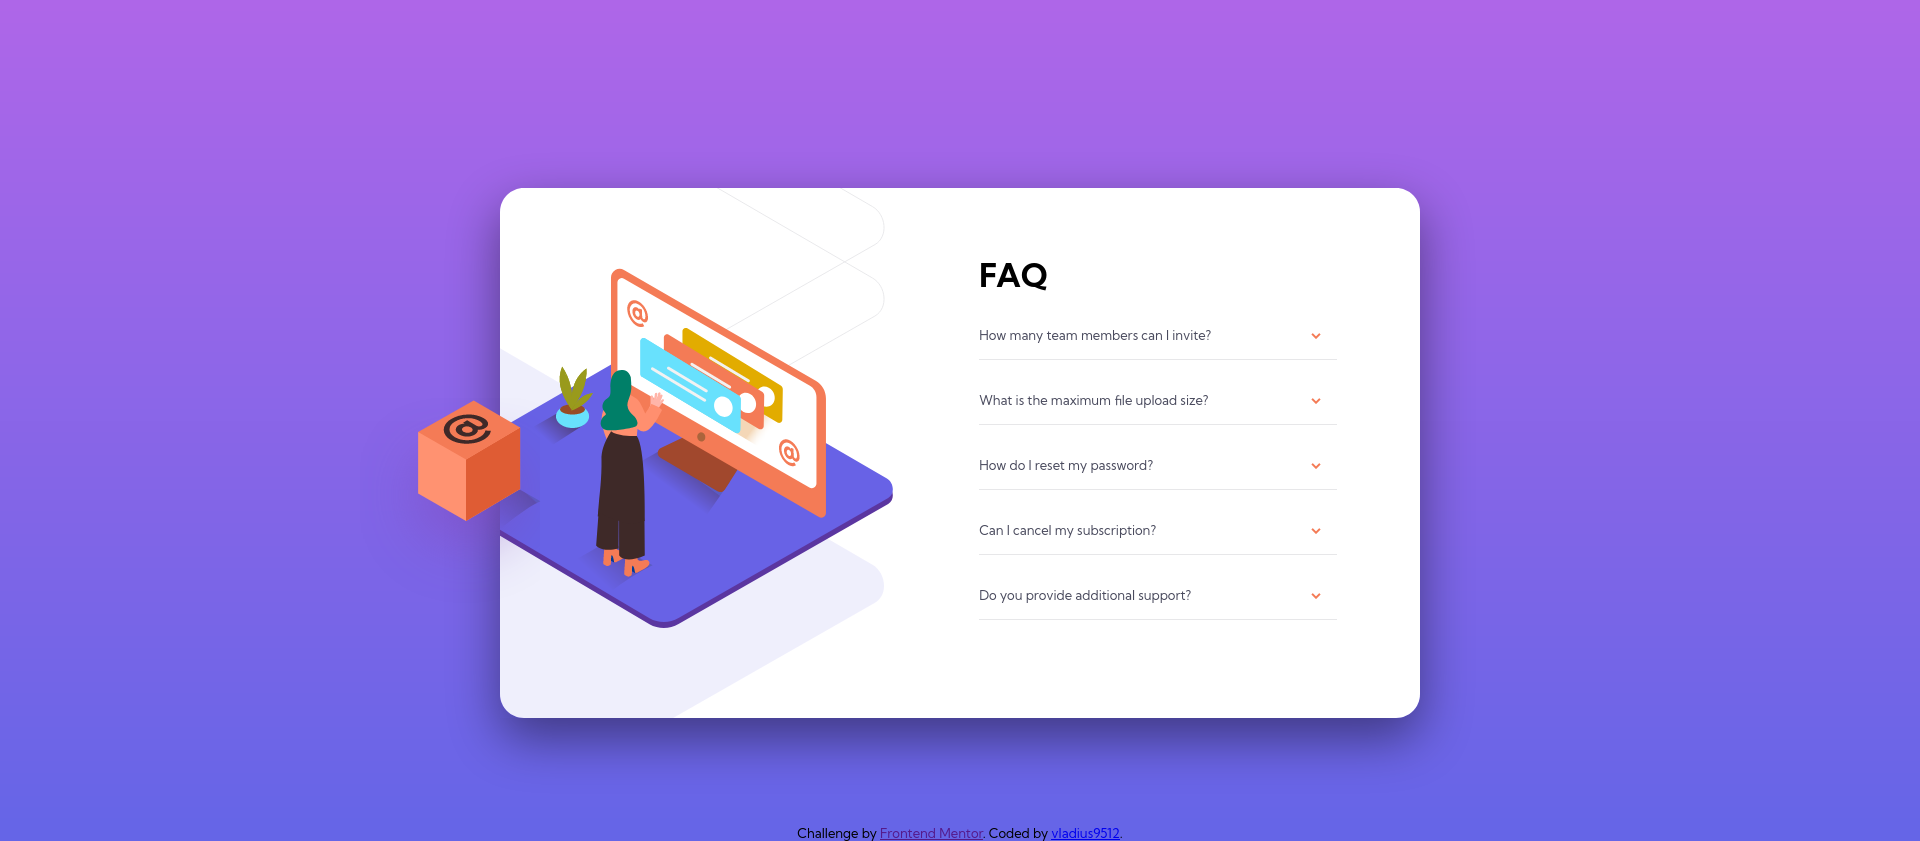 FAQ
How many team members can I invite?
What is the maximum file upload size?
How do I reset my password?
Can I cancel my subscription?
Do you provide additional support?
@
@
@
Challenge by Frontend Mentor. Coded by vladius9512.